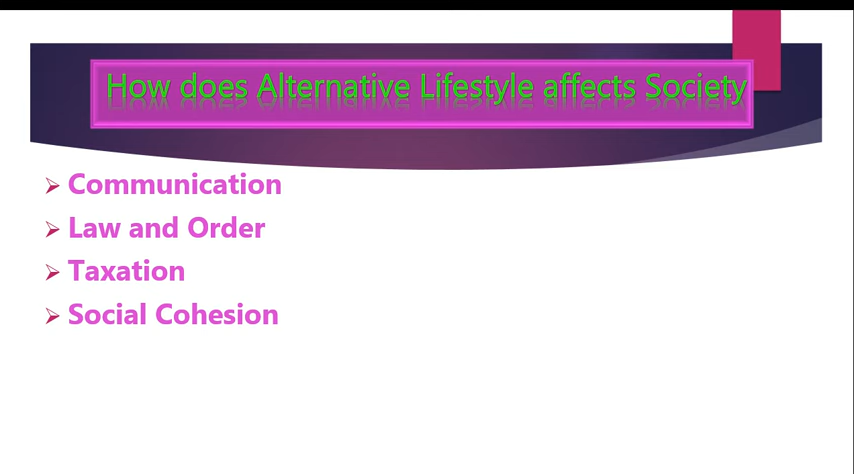 How does Alternative Lifestyle affects Society
Communication
Law and Order
Taxation
Social Cohesion